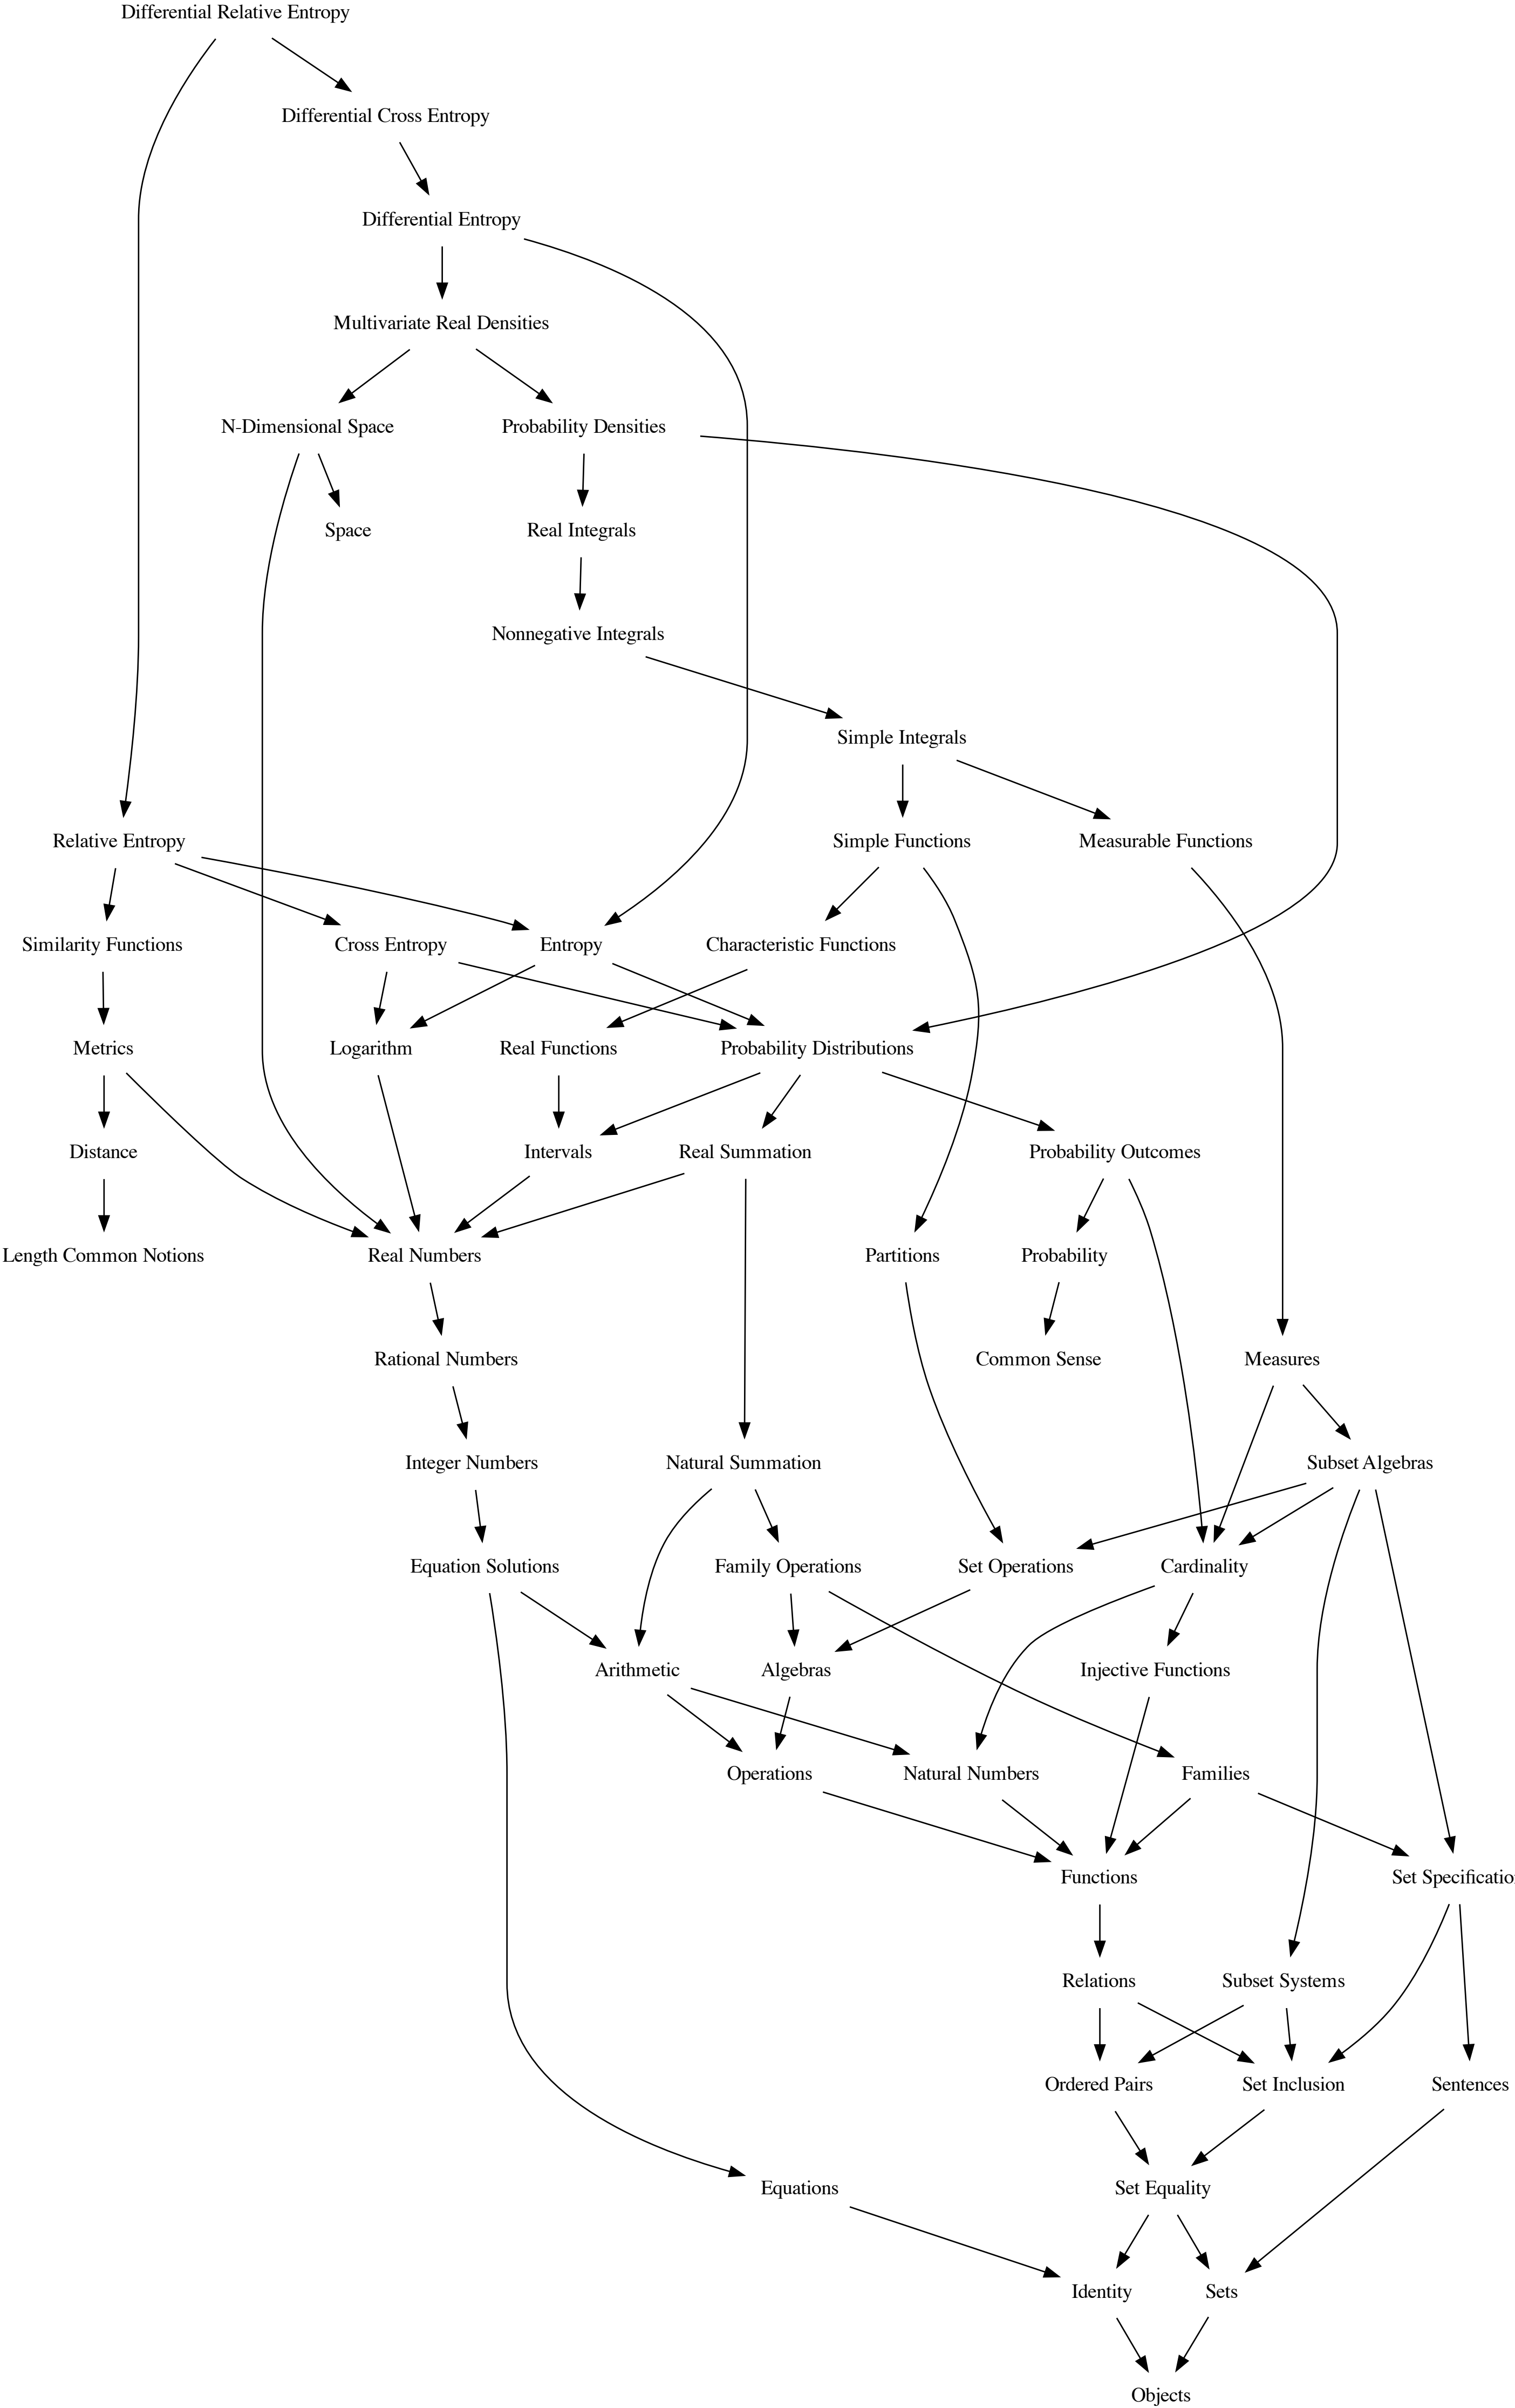 Differential Relative Entropy
Differential Cross Entropy
Differential Entropy
Multivariate Real Densities
N-Dimensional Space
Probability Densities
Space
Real Integrals
Nonnegative Integrals
Simple Integrals
Relative Entropy
Simple Functions
Measurable Functions
Similarity Functions
Cross Entropy
Entropy
Characteristic Functions
Metrics
Logarithm
Real Functions
Probability Distributions
Distance
Intervals
Real Summation
Probability Outcomes
Length Common Notions
Real Numbers
Partitions
Probability
Rational Numbers
Common Sense
Measures
Integer Numbers
Natural Summation
Subset Algebras
Equation Solutions
Family Operations
Set Operations
Cardinality
Arithmetic
Algebras
Injective Functions
Operations
Natural Numbers
Families
Functions
Set Specificatio
Relations
Subset Systems
Ordered Pairs
Set Inclusion
Sentences
Equations
Set Equality
Identity
Sets
Objects